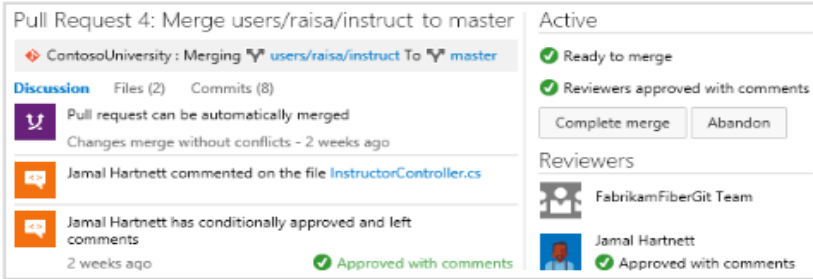 Pull Request 4: Merge users/raisa/instruct to master
ContosoUniversity : Merging users/raisa/instruct To master
Discussion Files (2) Commits (8)
Pull request can be automatically merged
Changes merge without conflicts - 2 weeks ago
Jamal Hartnett commented on the file InstructorController.cs
Jamal Hartnett has conditionally approved and left
comments
2 weeks ago Approved with comments
Active
Ready to merge
Reviewers approved with comments
Complete merge Abandon
Reviewers
FabrikamFiberGit Team
Jamal Hartnett
Approved with comments